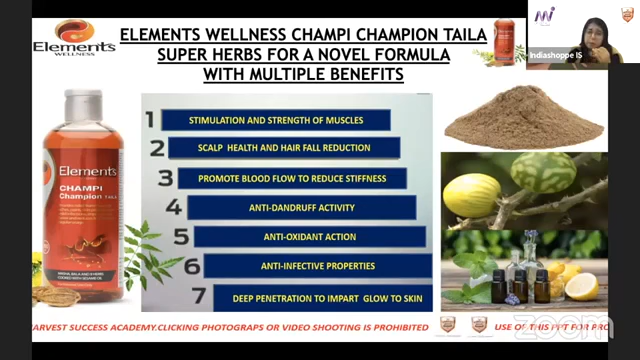 Elements
WELLNESS
ELEMENTS WELLNESS CHAMPI CHAMPION TAILA
SUPER HERBS FOR A NOVEL FORMULA
WITH MULTIPLE BENEFITS
Indiashoppe IS
Elements
CHAMPI
Champion TAILA
1 STIMULATION AND STRENGTH OF MUSCLES
2 SCALP HEALTH AND HAIR FALL REDUCTION
3 PROMOTE BLOOD FLOW TO REDUCE STIFFNESS
4 ANTI-DANDRUFF ACTIVITY
5 ANTI-OXIDANT ACTION
6 ANTI-INFECTIVE PROPERTIES
7 DEEP PENETRATION TO IMPART GLOW TO SKIN
zoom
HARVEST SUCCESS ACADEMY.CLICKING PHOTOGRAPS OR VIDEO SHOOTING IS PROHIBITED
USE OF THIS PPT FOR PRO